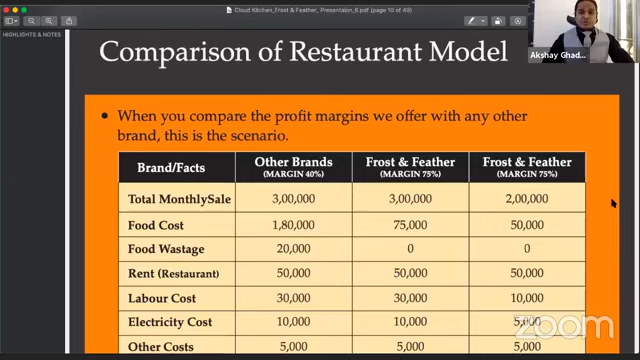 Cloud Kitchen_Frost & Feather_Presentaion_6.pdf (page 10 of 49)
HIGHLIGHTS & NOTES
Comparison of Restaurant Model
Akshay Ghad...
• When you compare the profit margins we offer with any other
brand, this is the scenario.
Brand/Facts Other Brands (MARGIN 40%) Frost & Feather (MARGIN 75%) Frost & Feather (MARGIN 75%)
Total MonthlySale 3,00,000 3,00,000 2,00,000
Food Cost 1,80,000 75,000 50,000
Food Wastage 20,000 0 0
Rent (Restaurant) 50,000 50,000 50,000
Labour Cost 30,000 30,000 10,000
Electricity Cost 10,000 10,000 5,000
Other Costs 5,000 5,000 5,000
zoom